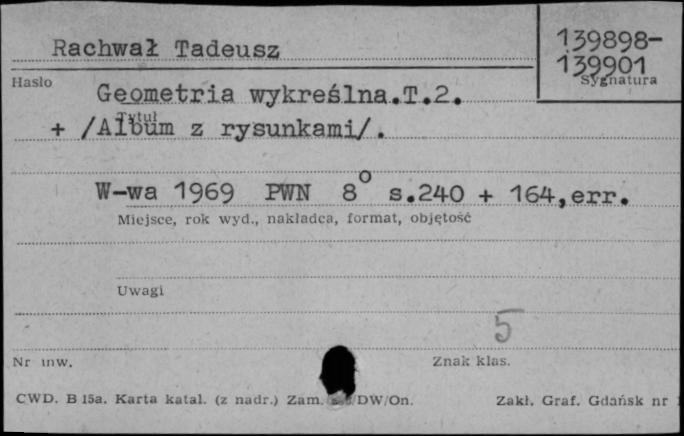 Rachwał Tadeusz
139898-
139901
Hasło
Sygnatura
Geometria wykreślna.T.2.
Tytuł
+ /Album z rysunkami/.
W-wa 1969 PWN 8° s.240 + 164,err.
Miejsce, rok wyd., nakładca, format, objętość
Uwagi
5
Nr inw.
Znak klas.
CWD. B 15a. Karta katal. (z nadr.) Zam. /DW/On.
Zakł. Graf. Gdańsk nr